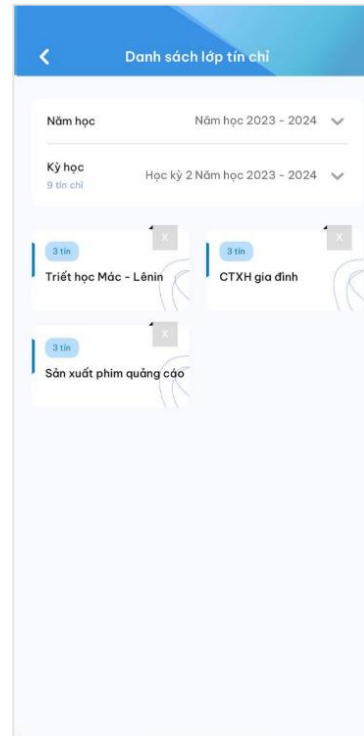 Danh sách lớp tín chỉ
Năm học Năm học 2023 - 2024
Kỳ học Học kỳ 2 Năm học 2023 - 2024
9 tín chỉ
X X
3 tín 3 tín
Triết học Mác - Lênin CTXH gia đình
X
3 tín
Sản xuất phim quảng cáo